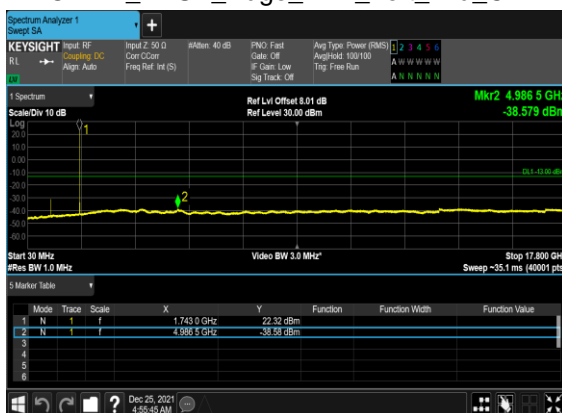 Spectrum Analyzer 1
Swept SA
+
KEYSIGHT Input: RF Input Z: 50 Ω #Atten: 40 dB PNO: Fast Avg Type: Power (RMS) 1 2 3 4 5 6
RL Coupling: DC Corr CCorr Gate: Off Avg|Hold: 100/100 A W W W W W
Align: Auto Freq Ref: Int (S) IF Gain: Low Trig: Free Run
Sig Track: Off A N N N N N
1 Spectrum Ref Lvl Offset 8.01 dB Mkr2 4.986 5 GHz
Scale/Div 10 dB Ref Level 30.00 dBm -38.579 dBm
Log
20.0
10.0
0.00
-10.0
-20.0
-30.0
-40.0
-50.0
-60.0
1
2
DL1 -13.00 dBm
Start 30 MHz Video BW 3.0 MHz* Stop 17.800 GH
#Res BW 1.0 MHz Sweep ~35.1 ms (40001 pts
5 Marker Table
Mode Trace Scale X Y Function Function Width Function Value
1 N 1 f 1.743 0 GHz 22.32 dBm
2 N 1 f 4.986 5 GHz -38.58 dBm
3
4
5
6
? Dec 25, 2021
4:55:45 AM